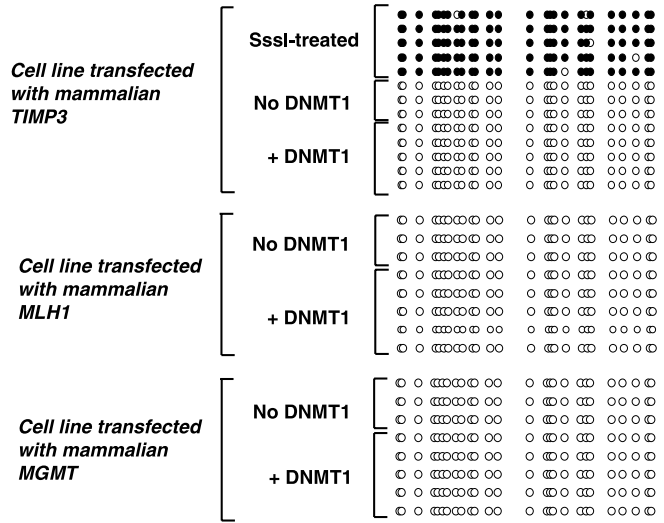 SssI-treated
Cell line transfected
with mammalian
TIMP3
No DNMT1
+ DNMT1
Cell line transfected
with mammalian
MLH1
No DNMT1
+ DNMT1
Cell line transfected
with mammalian
MGMT
No DNMT1
+ DNMT1